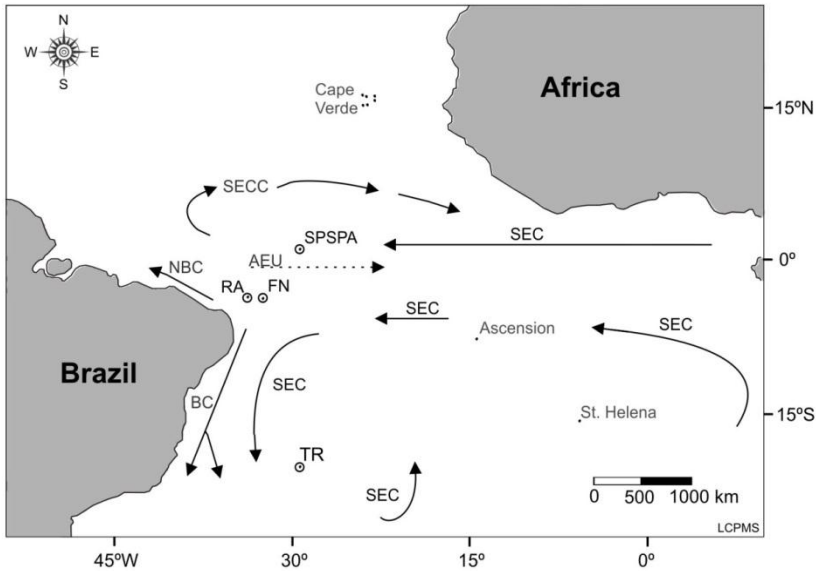 N
W E
S
Cape
Verde
Africa
15ºN
SECC
SPSPA
SEC
0º
NBC
AEU
RA
FN
SEC
Ascension
SEC
Brazil
BC
SEC
St. Helena
15ºS
TR
SEC
0 500 1000 km
LCPMS
45ºW
30º
15º
0º